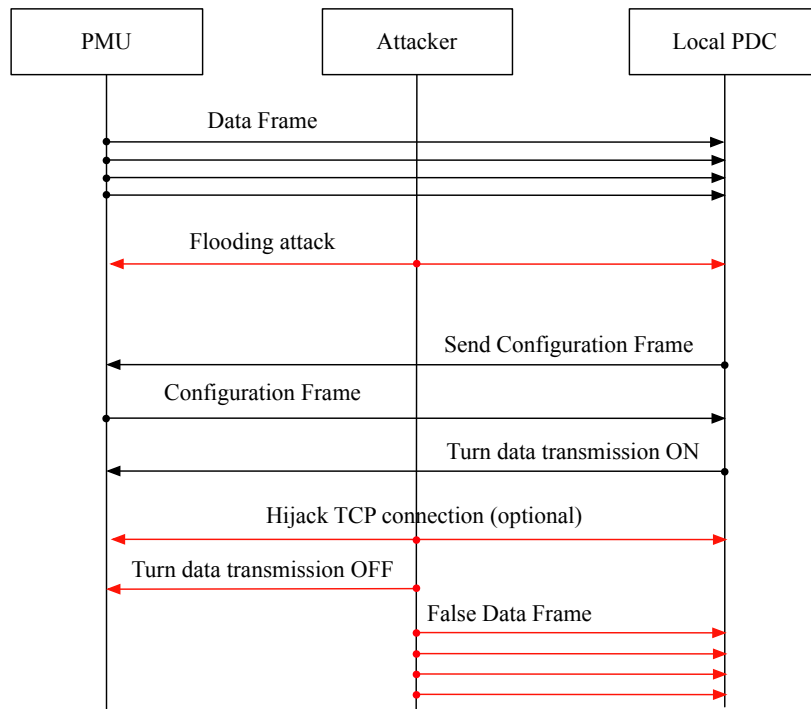 PMU
Attacker
Local PDC
Data Frame
Flooding attack
Send Configuration Frame
Configuration Frame
Turn data transmission ON
Hijack TCP connection (optional)
Turn data transmission OFF
False Data Frame